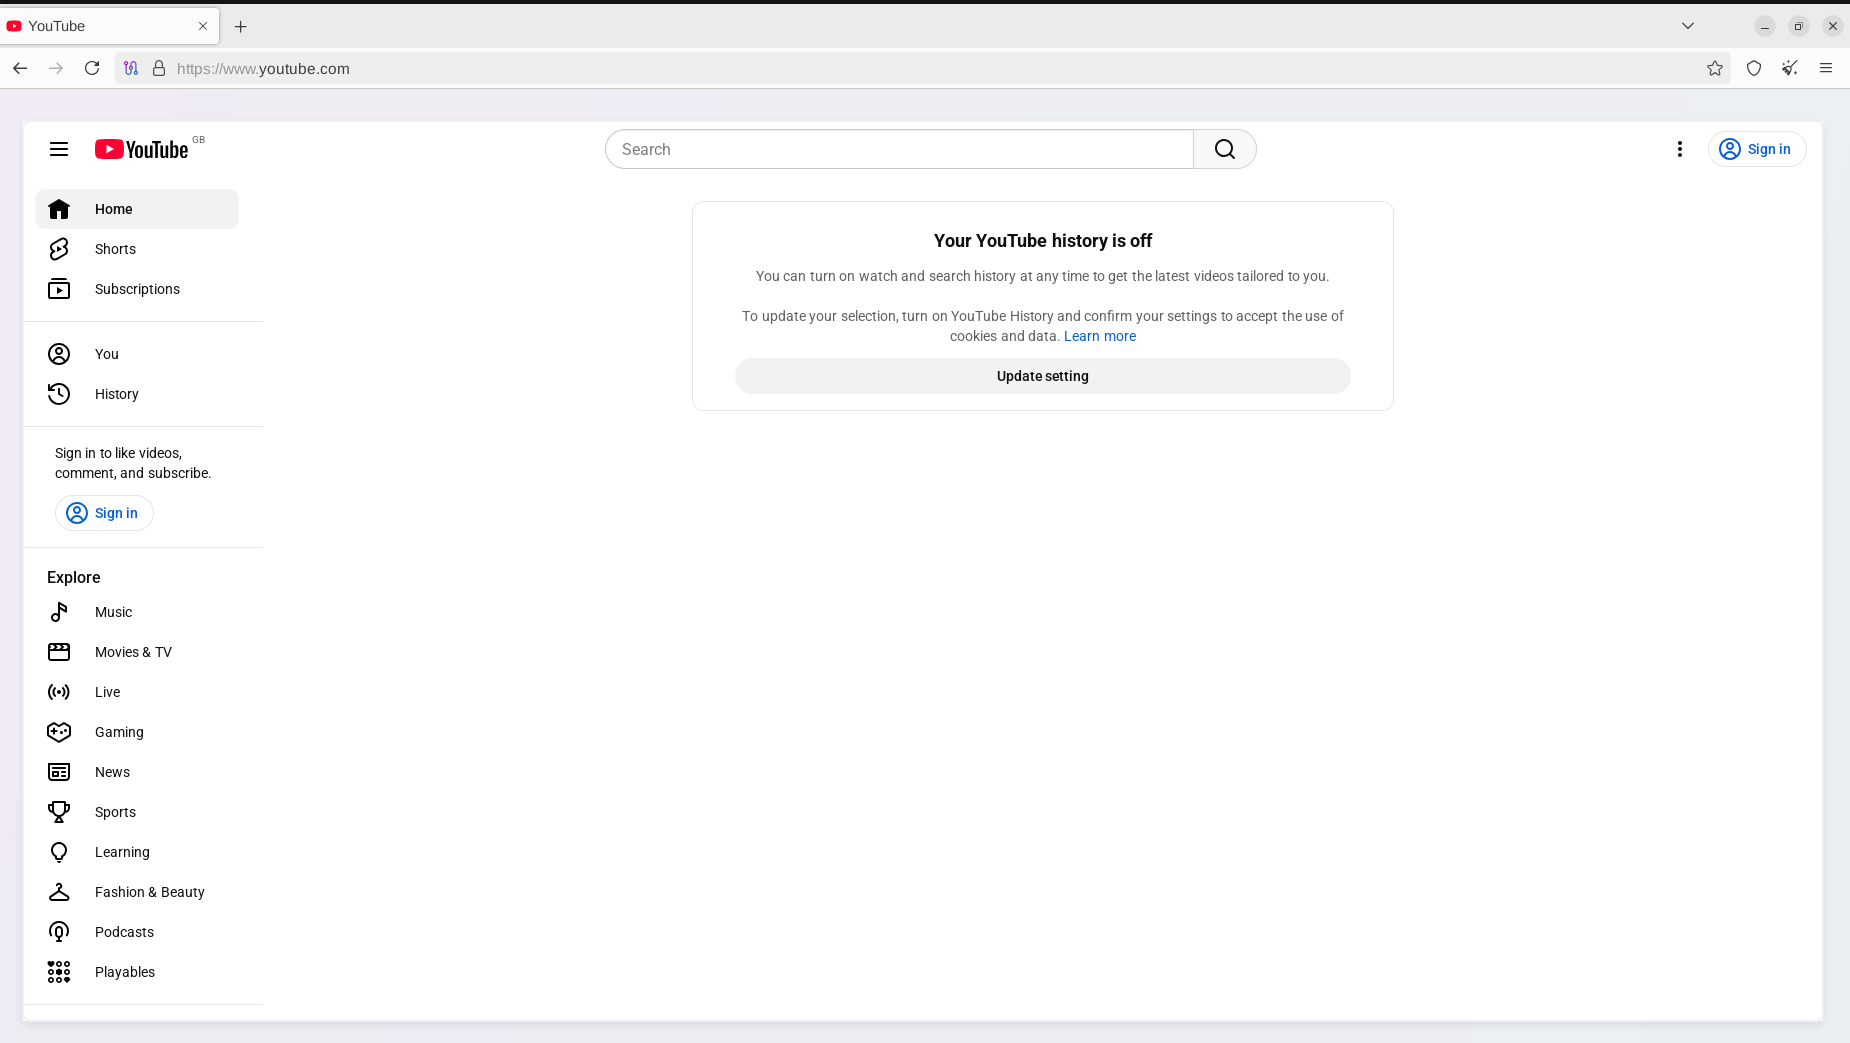 YouTube
https://www.youtube.com
YouTube GB
Search
Sign in
Home
Shorts
Subscriptions
You
History
Sign in to like videos,
comment, and subscribe.
Sign in
Explore
Music
Movies & TV
Live
Gaming
News
Sports
Learning
Fashion & Beauty
Podcasts
Playables
Your YouTube history is off
You can turn on watch and search history at any time to get the latest videos tailored to you.
To update your selection, turn on YouTube History and confirm your settings to accept the use of
cookies and data. Learn more
Update setting